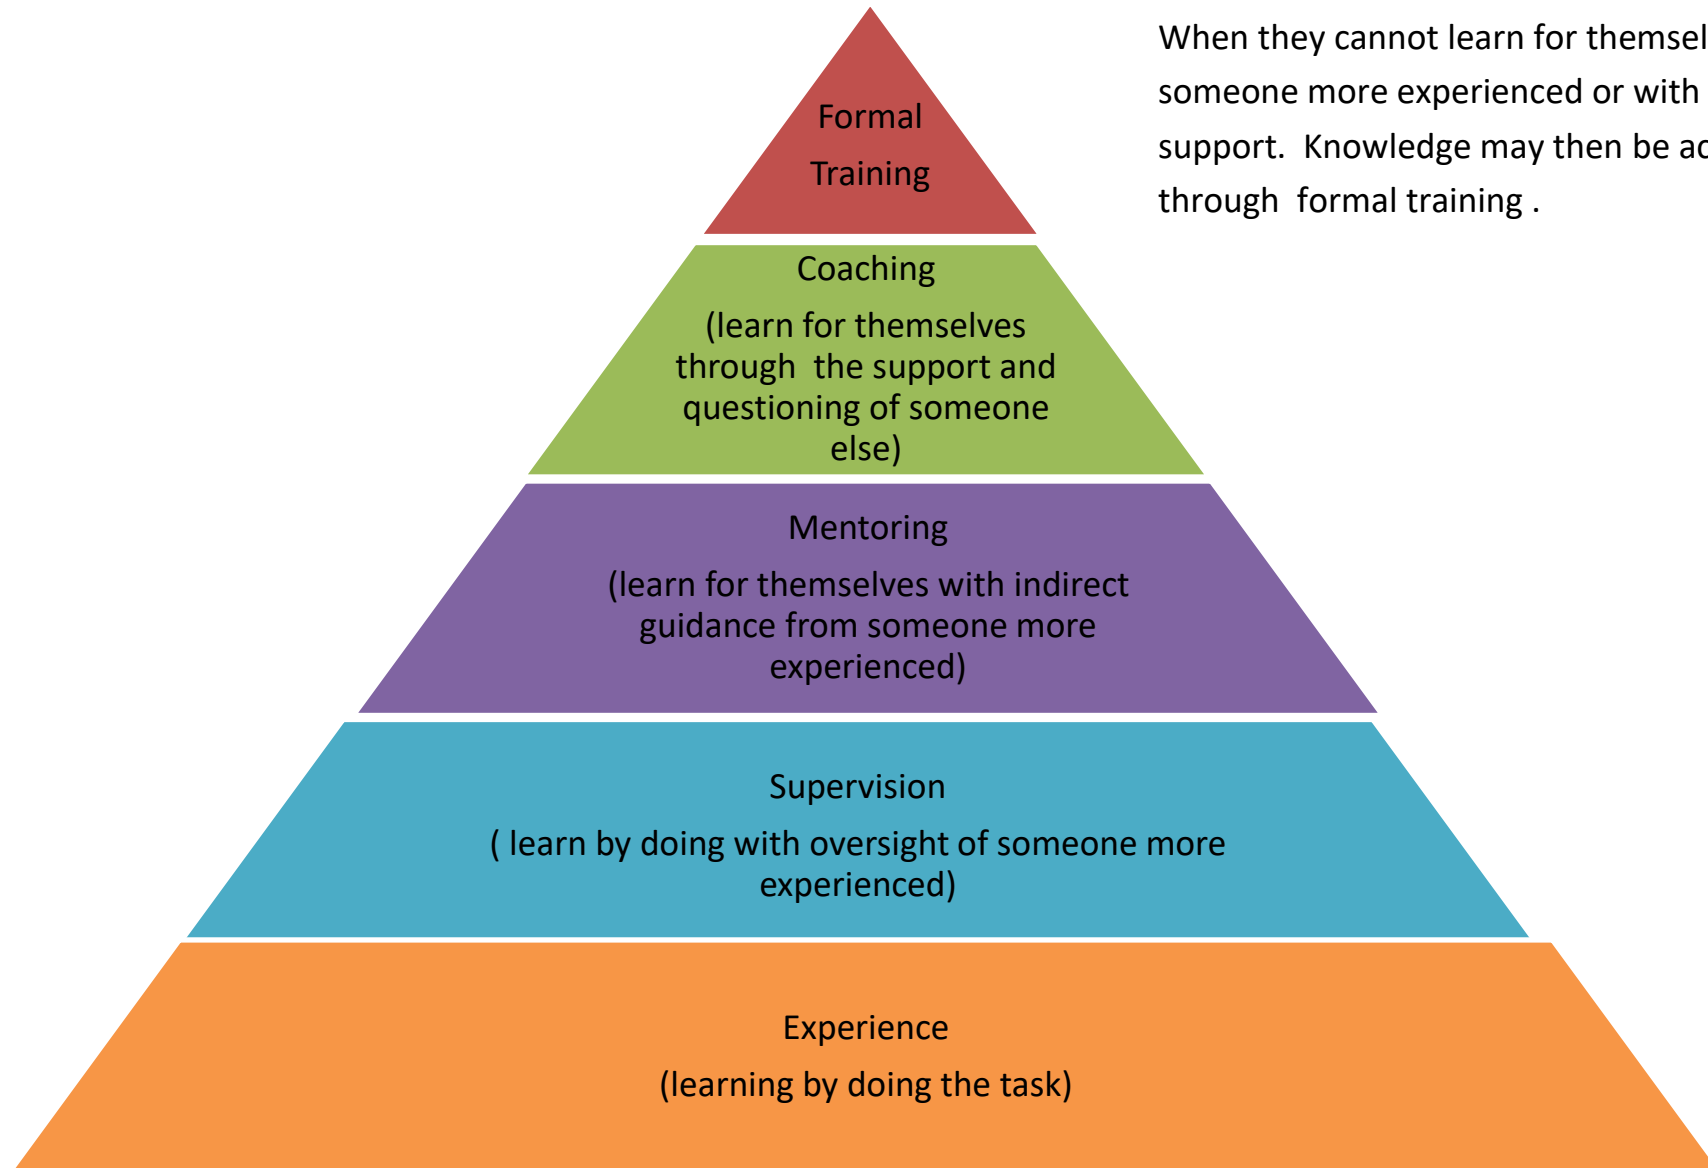 When they cannot learn for
someone more experienced or with
support.  Knowledge may then be
through  formal training .
Formal
Training
Coaching
(learn for themselves
through  the support and
questioning of someone
else)
Mentoring
(learn for themselves with indirect
guidance from someone more
experienced)
Supervision
( learn by doing with oversight of someone more
experienced)
Experience
(learning by doing the task)